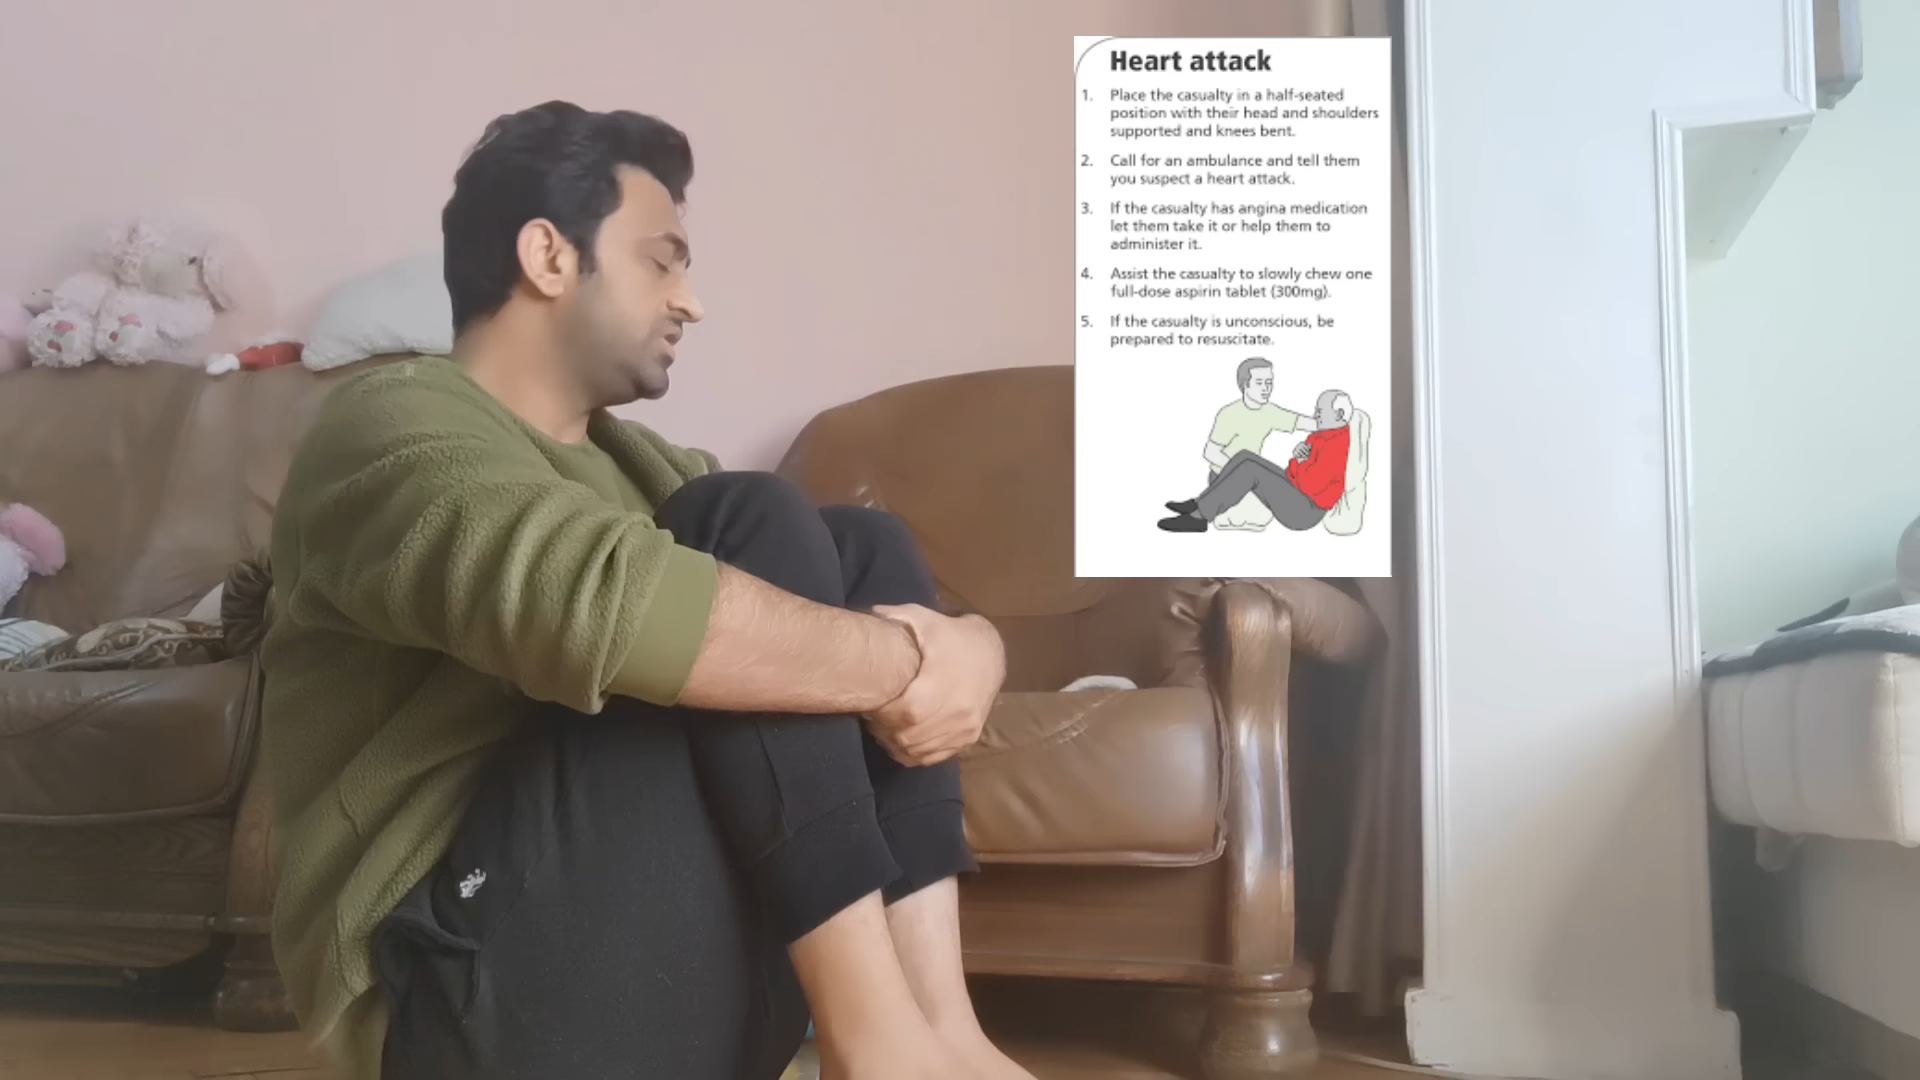 Heart attack
1. Place the casualty in a half-seated
position with their head and shoulders
supported and knees bent.
2. Call for an ambulance and tell them
you suspect a heart attack.
3. If the casualty has angina medication
let them take it or help them to
administer it.
4. Assist the casualty to slowly chew one
full-dose aspirin tablet (300mg).
5. If the casualty is unconscious, be
prepared to resuscitate.